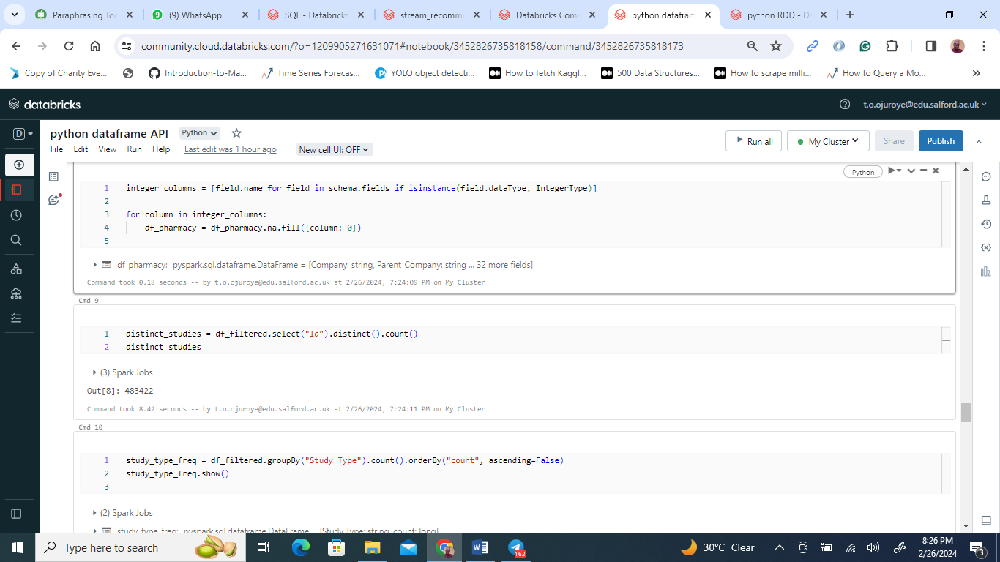 Paraphrasing Too
(9) WhatsApp
SQL - Databricks
stream_recomme
Databricks Com
python datafram
python RDD - Da
community.cloud.databricks.com/?o=1209905271631071#notebook/3452826735818158/command/3452826735818173
Copy of Charity Eve...
Introduction-to-Ma...
Time Series Forecas...
YOLO object detecti...
How to fetch Kaggl...
500 Data Structures...
How to scrape milli...
How to Query a Mo...
databricks
t.o.ojuroye@edu.salford.ac.uk
D
python dataframe API
Python
File Edit View Run Help Last edit was 1 hour ago New cell UI: OFF
Run all
My Cluster
Share
Publish
Python
1 integer_columns = [field.name for field in schema.fields if isinstance(field.dataType, IntegerType)]
2
3 for column in integer_columns:
4 df_pharmacy = df_pharmacy.na.fill({column: 0})
5
df_pharmacy: pyspark.sql.dataframe.DataFrame = [Company: string, Parent_Company: string ... 32 more fields]
Command took 0.18 seconds -- by t.o.ojuroye@edu.salford.ac.uk at 2/26/2024, 7:24:09 PM on My Cluster
Cmd 9
1 distinct_studies = df_filtered.select("Id").distinct().count()
2 distinct_studies
(3) Spark Jobs
Out[8]: 483422
Command took 8.42 seconds -- by t.o.ojuroye@edu.salford.ac.uk at 2/26/2024, 7:24:11 PM on My Cluster
Cmd 10
1 study_type_freq = df_filtered.groupBy("Study Type").count().orderBy("count", ascending=False)
2 study_type_freq.show()
3
(2) Spark Jobs
study_type_freq: pyspark.sql.dataframe.DataFrame = [Study Type: string, count: long]
Type here to search
162
30°C Clear
8:26 PM
2/26/2024
3